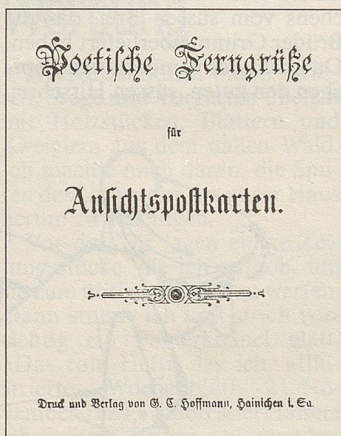 Poetische Ferngrüße
für
Ansichtspostkarten.
Druck und Verlag von G. C. Hoffmann, Hainichen i. Sa.